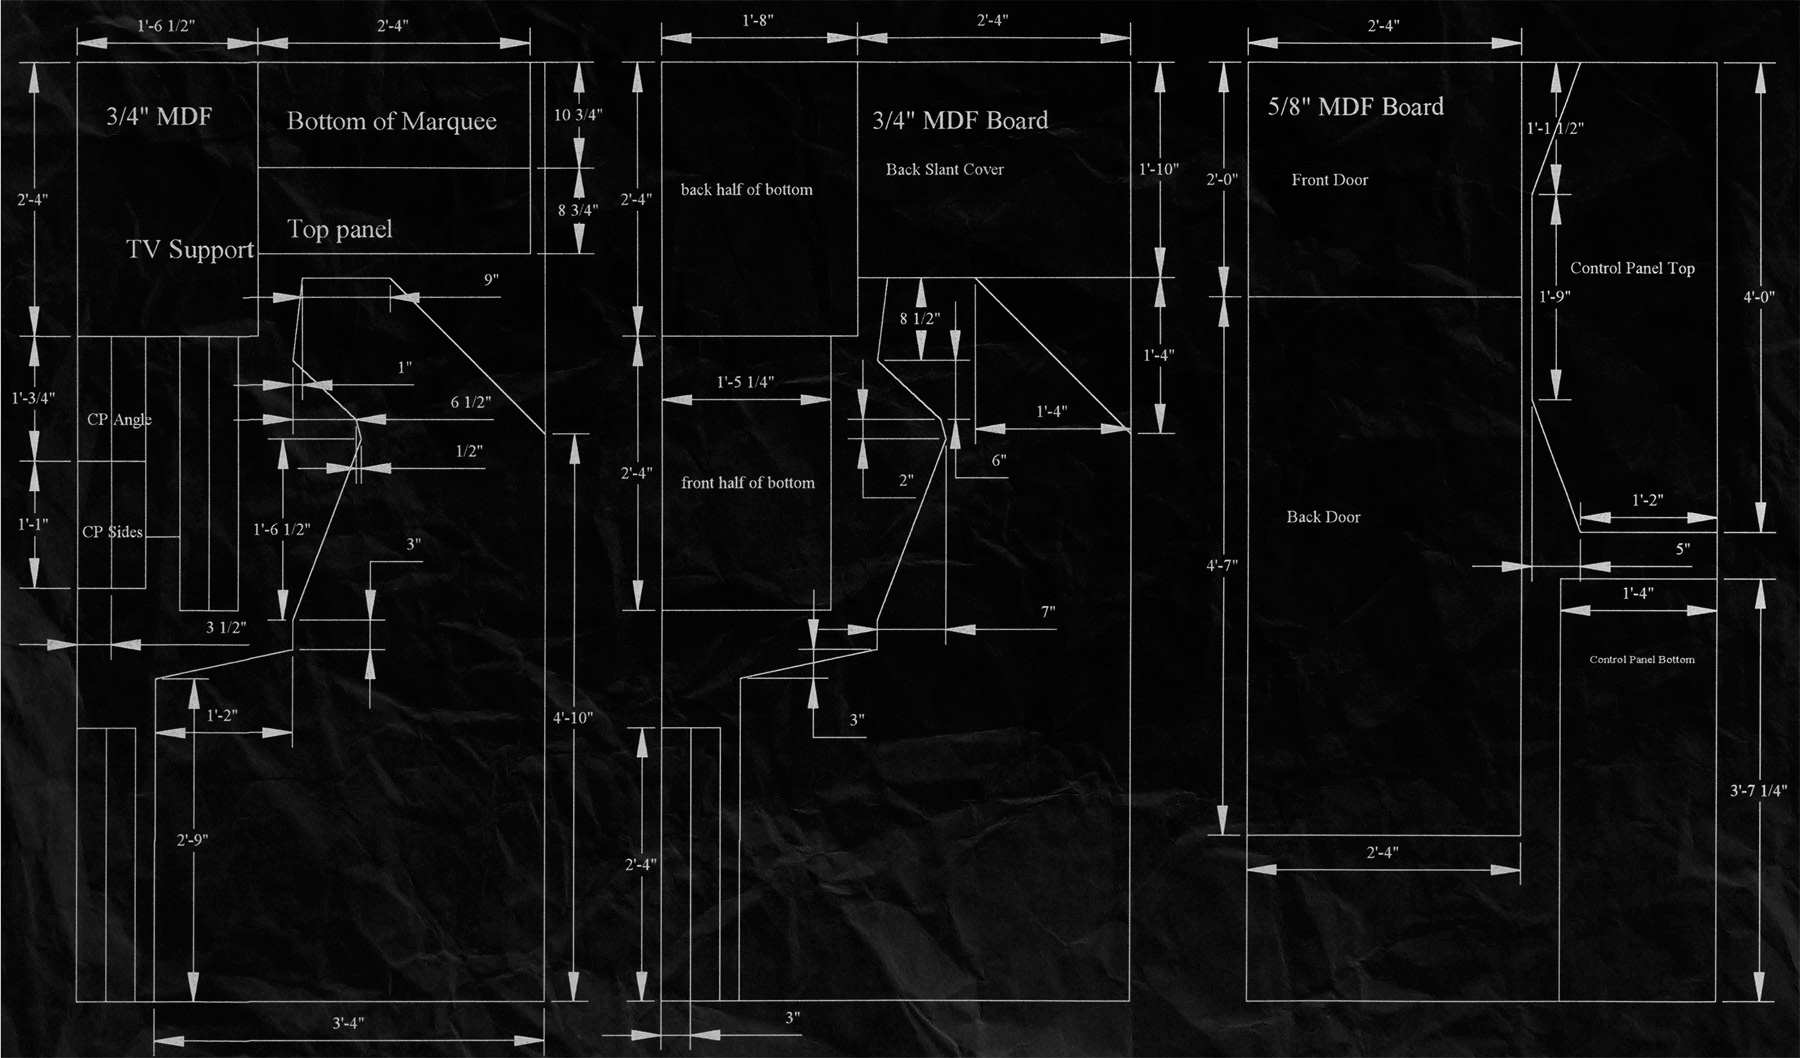 1'-6 1/2"
2'-4"
3/4" MDF
Bottom of Marquee
10 3/4"
2'-4"
TV Support
Top panel
8 3/4"
9"
1"
1'-3/4"
CP Angle
6 1/2"
1/2"
1'-1"
CP Sides
1'-6 1/2"
3"
3 1/2"
1'-2"
4'-10"
2'-9"
3'-4"
1'-8"
2'-4"
3/4" MDF Board
Back Slant Cover
1'-10"
back half of bottom
2'-4"
8 1/2"
1'-4"
1'-5 1/4"
1'-4"
6"
2'-4"
front half of bottom
2"
7"
3"
2'-4"
3"
2'-4"
5/8" MDF Board
1'-1 1/2"
2'-0"
Front Door
Control Panel Top
1'-9"
4'-0"
1'-2"
Back Door
5"
4'-7"
1'-4"
Control Panel Bottom
3'-7 1/4"
2'-4"